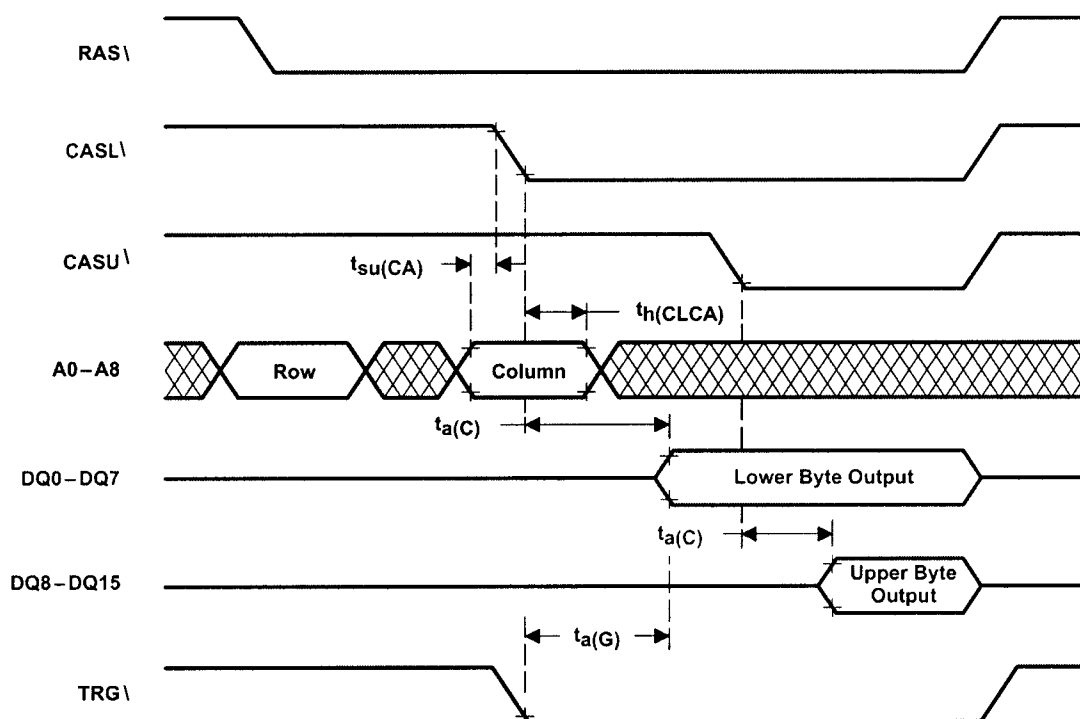 RAS\
CASL\
CASU\
tsu(CA)
th(CLCA)
A0–A8
Row
Column
ta(C)
DQ0–DQ7
Lower Byte Output
ta(C)
DQ8–DQ15
Upper Byte
Output
ta(G)
TRG\